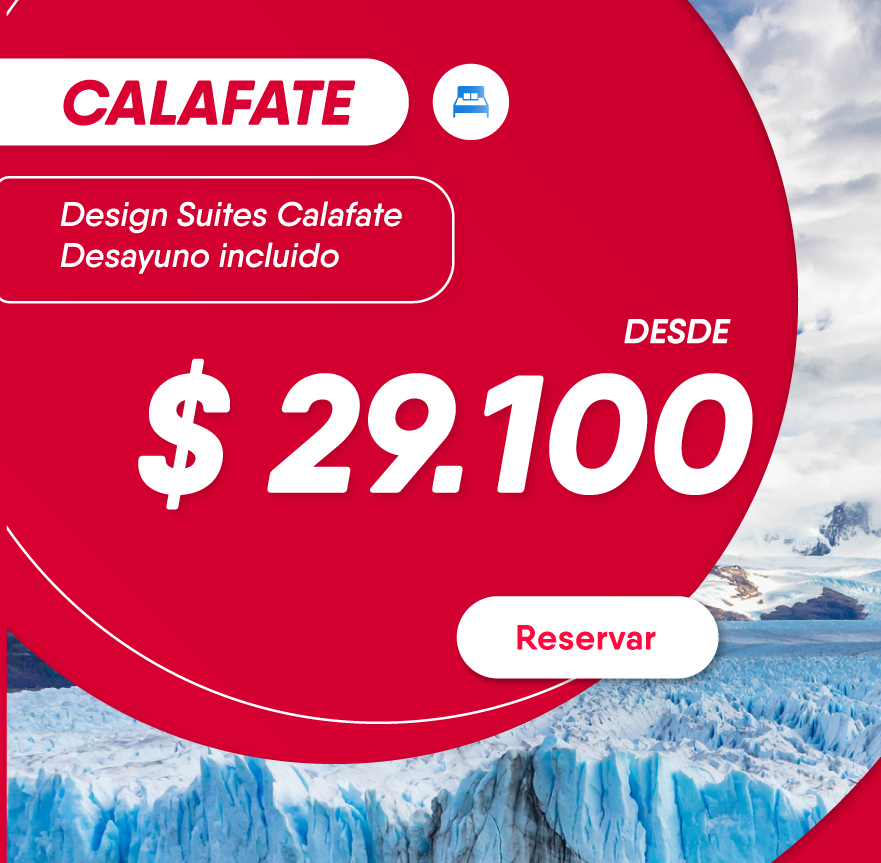 CALAFATE
Design Suites Calafate
Desayuno incluido
DESDE
$ 29.100
Reservar